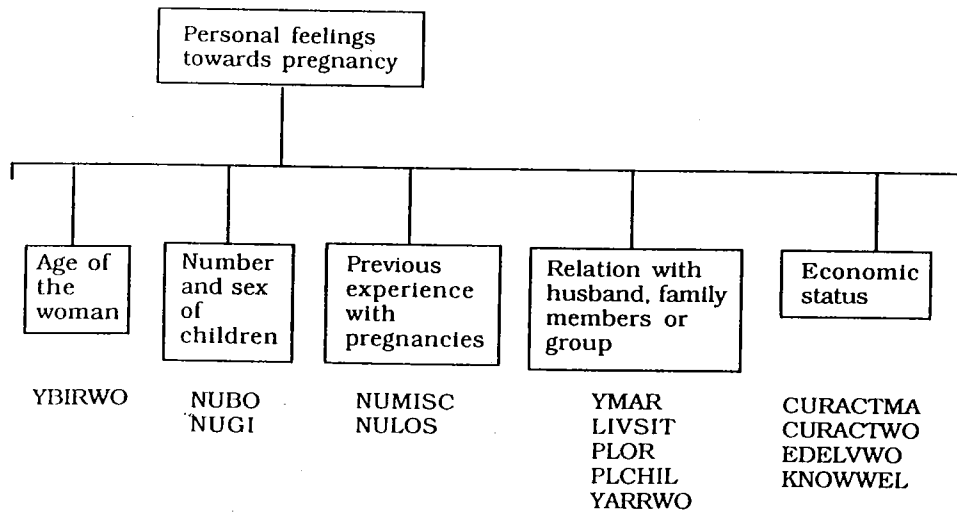 Personal feelings
towards pregnancy
Age of
the
woman
Number
and sex
of
children
Previous
experience
with
pregnancies
Relation with
husband, family
members or
group
Economic
status
YBIRWO
NUBO
NUGI
NUMISC
NULOS
YMAR
LIVSIT
PLOR
PLCHIL
YARRWO
CURACTMA
CURACTWO
EDELVWO
KNOWWEL